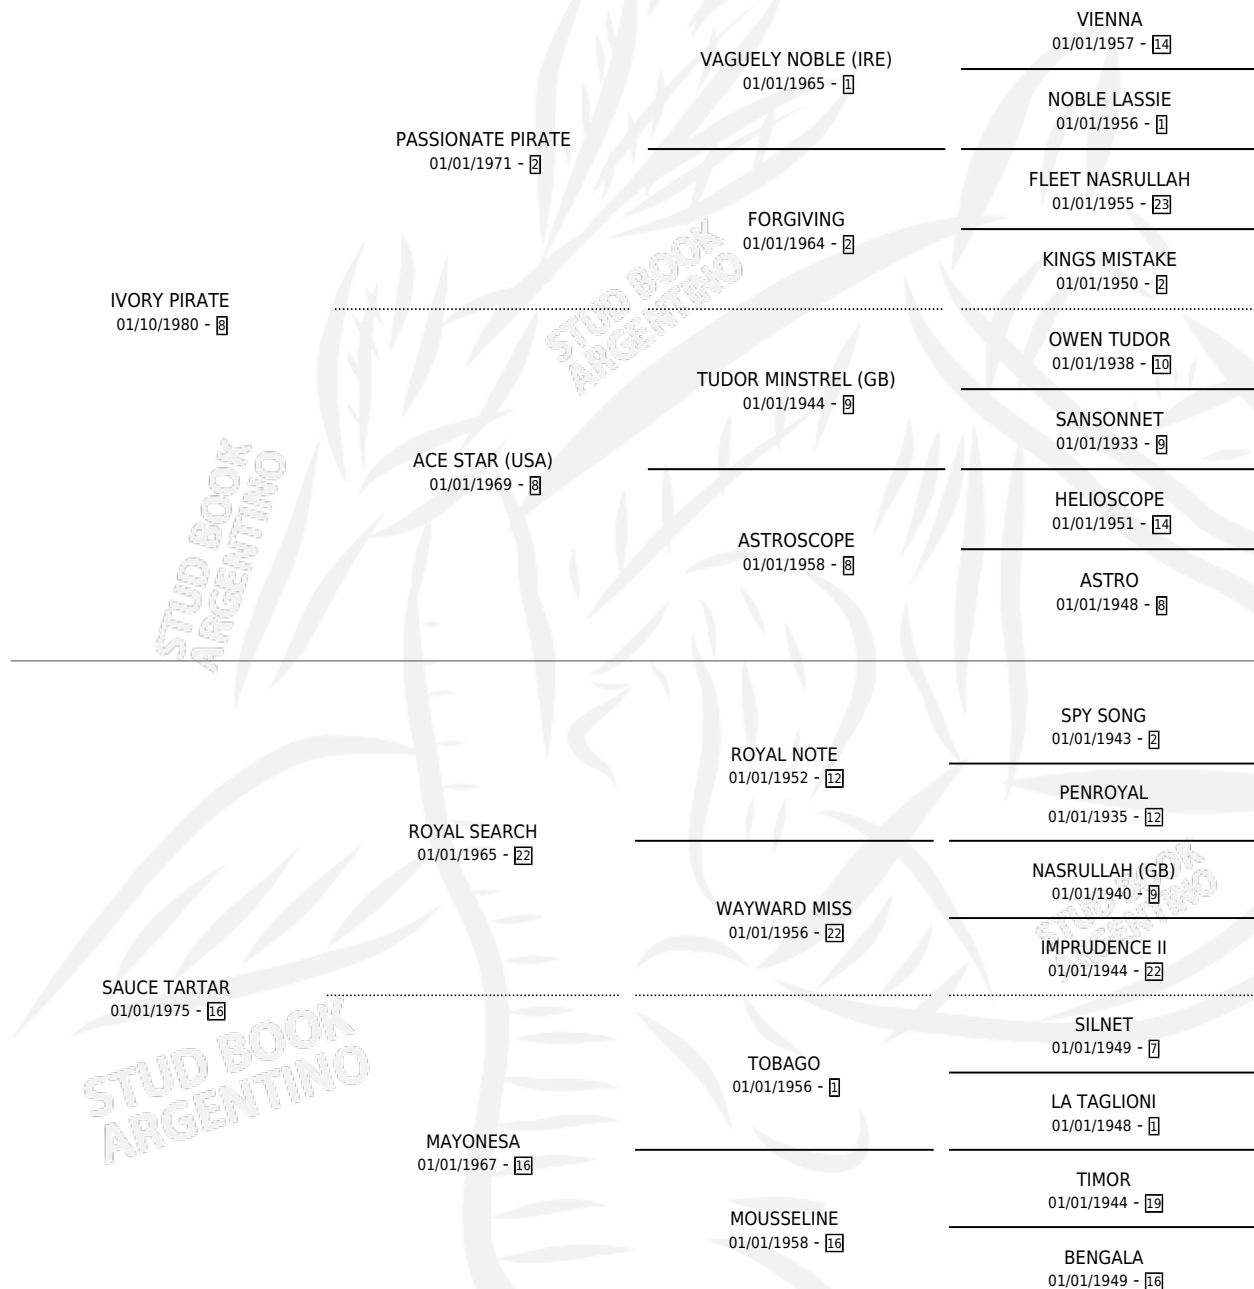 VIENNA
01/01/1957 - 14
VAGUELY NOBLE (IRE)
01/01/1965 - 1
NOBLE LASSIE
01/01/1956 - 1
PASSIONATE PIRATE
01/01/1971 - 2
FLEET NASRULLAH
01/01/1955 - 23
FORGIVING
01/01/1964 - 2
KINGS MISTAKE
01/01/1950 - 2
IVORY PIRATE
01/10/1980 - 8
OWEN TUDOR
01/01/1938 - 10
TUDOR MINSTREL (GB)
01/01/1944 - 9
SANSONNET
01/01/1933 - 9
ACE STAR (USA)
01/01/1969 - 8
HELIOSCOPE
01/01/1951 - 14
ASTROSCOPE
01/01/1958 - 8
ASTRO
01/01/1948 - 8
STUD BOOK
ARGENTINO
STUD BOOK
ARGENTINO
SPY SONG
01/01/1943 - 2
ROYAL NOTE
01/01/1952 - 12
PENROYAL
01/01/1935 - 12
ROYAL SEARCH
01/01/1965 - 22
NASRULLAH (GB)
01/01/1940 - 9
WAYWARD MISS
01/01/1956 - 22
IMPRUDENCE II
01/01/1944 - 22
SAUCE TARTAR
01/01/1975 - 16
SILNET
01/01/1949 - 7
TOBAGO
01/01/1956 - 1
LA TAGLIONI
01/01/1948 - 1
MAYONESA
01/01/1967 - 16
TIMOR
01/01/1944 - 19
MOUSSELINE
01/01/1958 - 16
BENGALA
01/01/1949 - 16
STUD BOOK
ARGENTINO
STUD BOOK
ARGENTINO